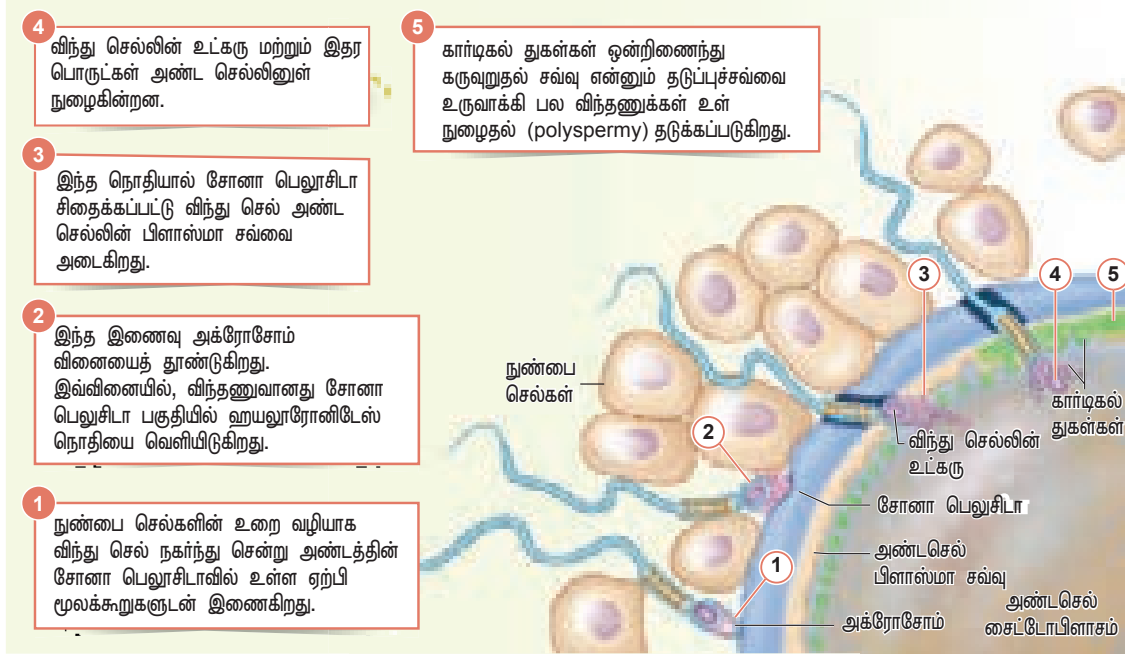 4
விந்து செல்லின் உட்கரு மற்றும் இதர
பொருட்கள் அண்ட செல்லினுள்
நுழைகின்றன.
5
கார்டிகல் துகள்கள் ஒன்றிணைந்து
கருவுறுதல் சவ்வு என்னும் தடுப்புச்சவ்வை
உருவாக்கி பல விந்தணுக்கள் உள்
நுழைதல் (polyspermy) தடுக்கப்படுகிறது.
3
இந்த நொதியால் சோனா பெலூசிடா
சிதைக்கப்பட்டு விந்து செல் அண்ட
செல்லின் பிளாஸ்மா சவ்வை
அடைகிறது.
2
இந்த இணைவு அக்ரோசோம்
வினையைத் தூண்டுகிறது.
இவ்வினையில், விந்தணுவானது சோனா
பெலுசிடா பகுதியில் ஹயலூரோனிடேஸ்
நொதியை வெளியிடுகிறது.
1
நுண்பை செல்களின் உறை வழியாக
விந்து செல் நகர்ந்து சென்று அண்டத்தின்
சோனா பெலூசிடாவில் உள்ள ஏற்பி
மூலக்கூறுகளுடன் இணைகிறது.
நுண்பை
செல்கள்
3
4
5
கார்டிகல்
துகள்கள்
2
விந்து செல்லின்
உட்கரு
சோனா பெலுசிடா
1
அண்டசெல்
பிளாஸ்மா சவ்வு
அக்ரோசோம்
அண்டசெல்
சைட்டோபிளாசம்